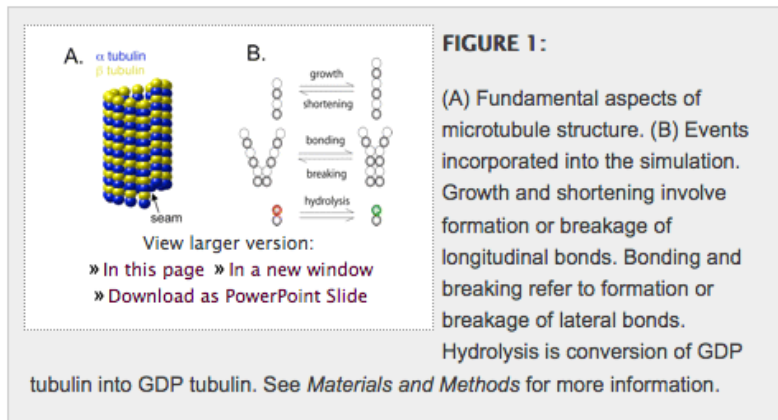 A.
α tubulin
β tubulin
seam
B.
growth
shortening
bonding
breaking
hydrolysis
View larger version:
» In this page » In a new window
» Download as PowerPoint Slide
FIGURE 1:
(A) Fundamental aspects of
microtubule structure. (B) Events
incorporated into the simulation.
Growth and shortening involve
formation or breakage of
longitudinal bonds. Bonding and
breaking refer to formation or
breakage of lateral bonds.
Hydrolysis is conversion of GDP
tubulin into GDP tubulin. See Materials and Methods for more information.